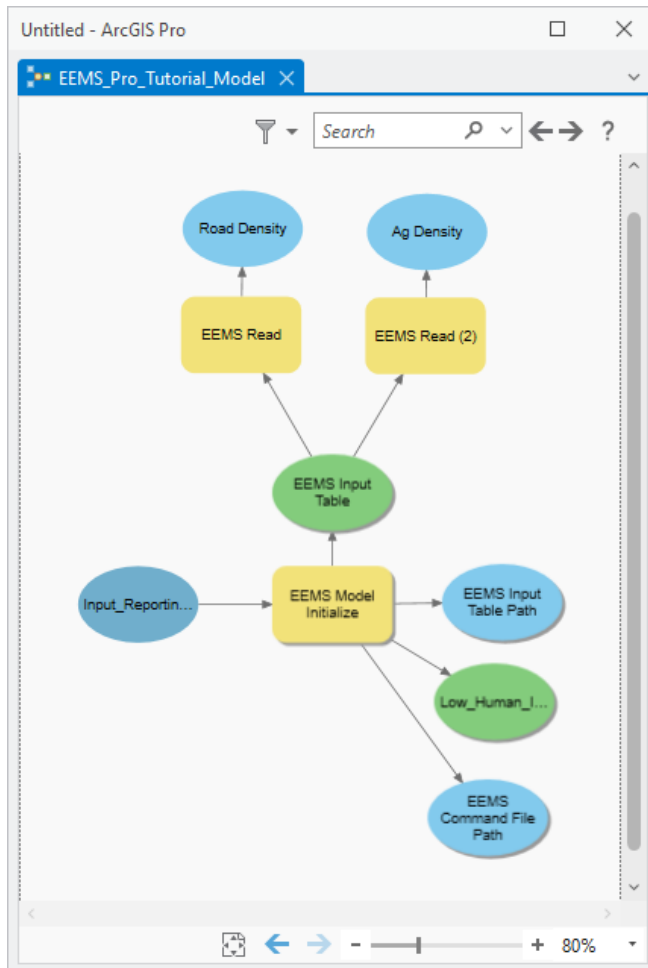 Untitled - ArcGIS Pro
EEMS_Pro_Tutorial_Model
Search
?
Road Density
Ag Density
EEMS Read
EEMS Read (2)
EEMS Input
Table
Input_Reportin...
EEMS Model
Initialize
EEMS Input
Table Path
Low_Human_I...
EEMS
Command File
Path
80%